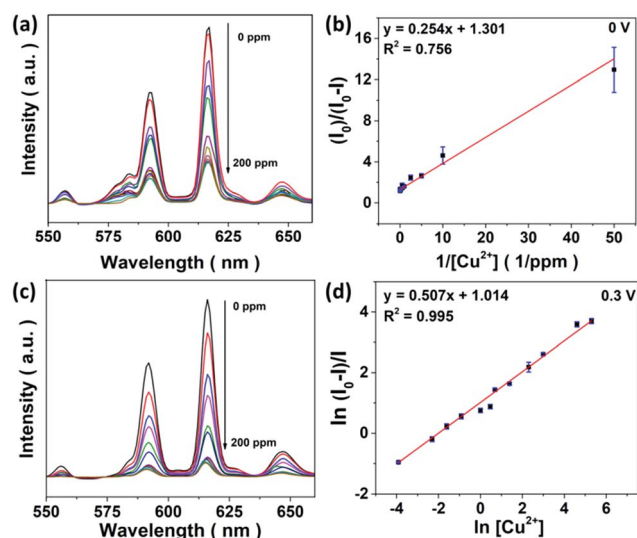 (a)
0 ppm
200 ppm
Intensity (a.u.)
550 575 600 625 650
Wavelength ( nm )
(b)
y = 0.254x + 1.301
0 V
R² = 0.756
(I₀)/(I₀-I)
16
12
8
4
0
0 10 20 30 40 50
1/[Cu²⁺] ( 1/ppm )
(c)
0 ppm
200 ppm
Intensity (a.u.)
550 575 600 625 650
Wavelength ( nm )
(d)
y = 0.507x + 1.014
0.3 V
R² = 0.995
ln (I₀-I)/I
4
2
0
-2
-4 -2 0 2 4 6
ln [Cu²⁺]